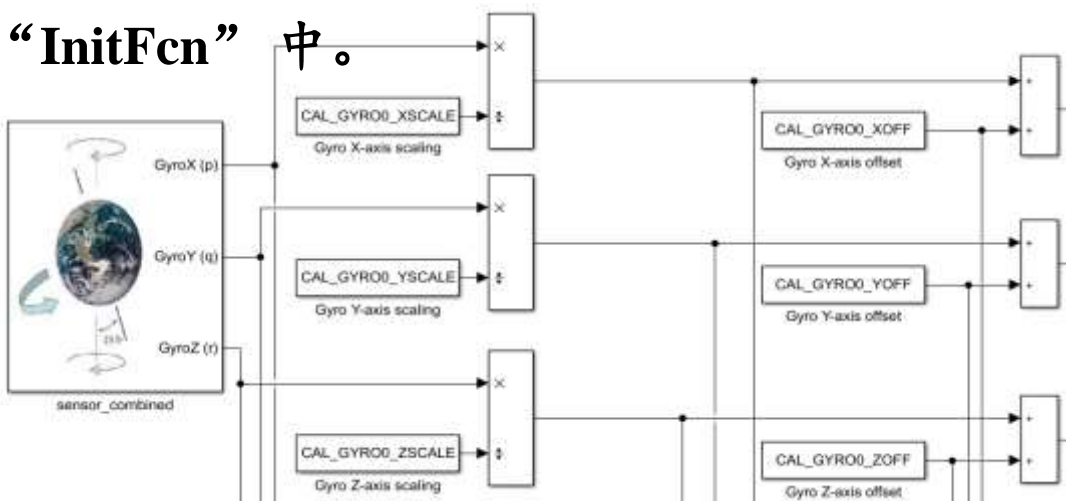 “InitFcn” 中。
CAL_GYRO0_XSCALE
Gyro X-axis scaling
CAL_GYRO0_XOFF
Gyro X-axis offset
GyroX (p)
GyroY (q)
CAL_GYRO0_YSCALE
Gyro Y-axis scaling
CAL_GYRO0_YOFF
Gyro Y-axis offset
GyroZ (r)
sensor_combined
CAL_GYRO0_ZSCALE
Gyro Z-axis scaling
CAL_GYRO0_ZOFF
Gyro Z-axis offset